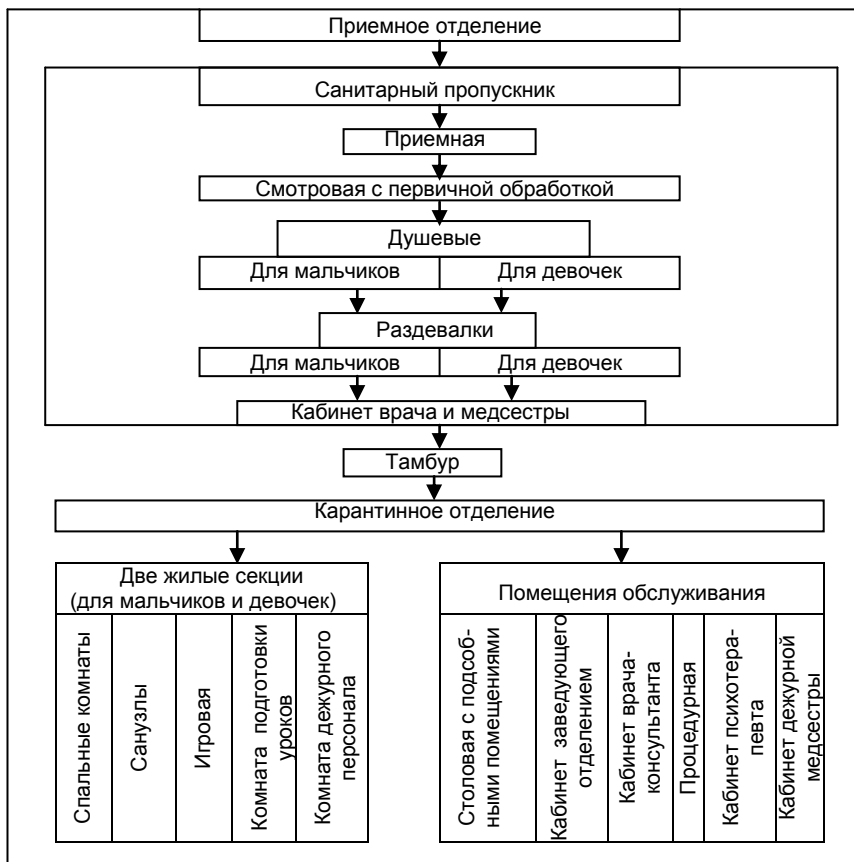 Приемное отделение
Санитарный пропускник
Приемная
Смотровая с первичной обработкой
Душевые
Для мальчиков
Для девочек
Раздевалки
Для мальчиков
Для девочек
Кабинет врача и медсестры
Тамбур
Карантинное отделение
Две жилые секции
(для мальчиков и девочек)
Спальные комнаты
Санузлы
Игровая
Комната подготовки
уроков
Комната дежурного
персонала
Помещения обслуживания
Столовая с подсоб-
ными помещениями
Кабинет заведующего
отделением
Кабинет врача-
консультанта
Процедурная
Кабинет психотера-
певта
Кабинет дежурной
медсестры